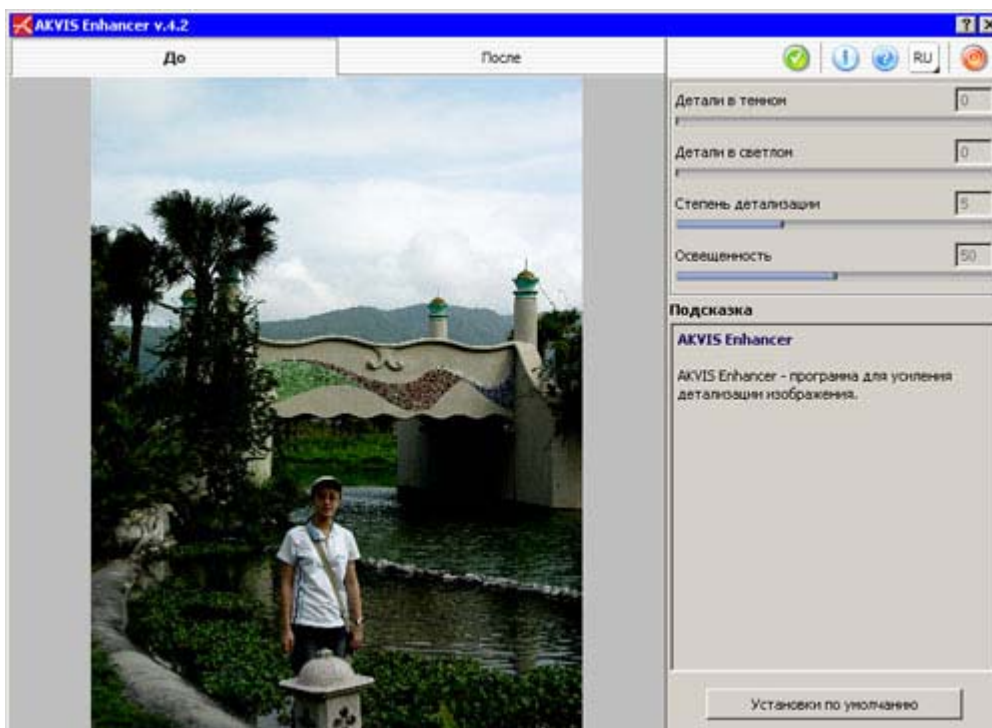 AKVIS Enhancer v.4.2
До
После
RU
Детали в темном
0
Детали в светлом
0
Степень детализации
5
Освещенность
50
Подсказка
AKVIS Enhancer
AKVIS Enhancer - программа для усиления
детализации изображения.
Установки по умолчанию